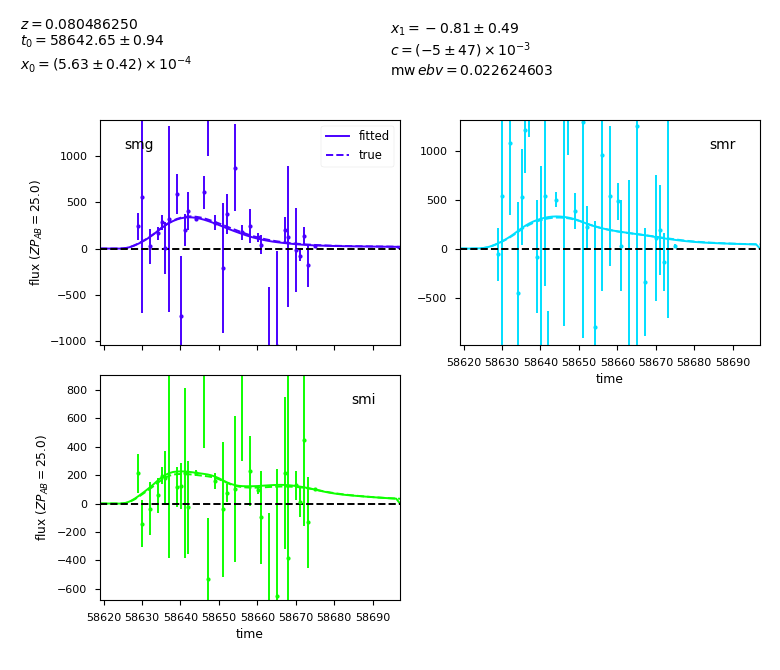 z = 0.080486250
t₀ = 58642.65 ± 0.94
x₀ = (5.63 ± 0.42) × 10⁻⁴
x₁ = −0.81 ± 0.49
c = (−5 ± 47) × 10⁻³
mw ebv = 0.022624603
smg
fitted
true
1000
500
0
−500
−1000
flux (ZP_AB = 25.0)
smr
1000
500
0
−500
58620 58630 58640 58650 58660 58670 58680 58690
time
smi
800
600
400
200
0
−200
−400
−600
flux (ZP_AB = 25.0)
58620 58630 58640 58650 58660 58670 58680 58690
time